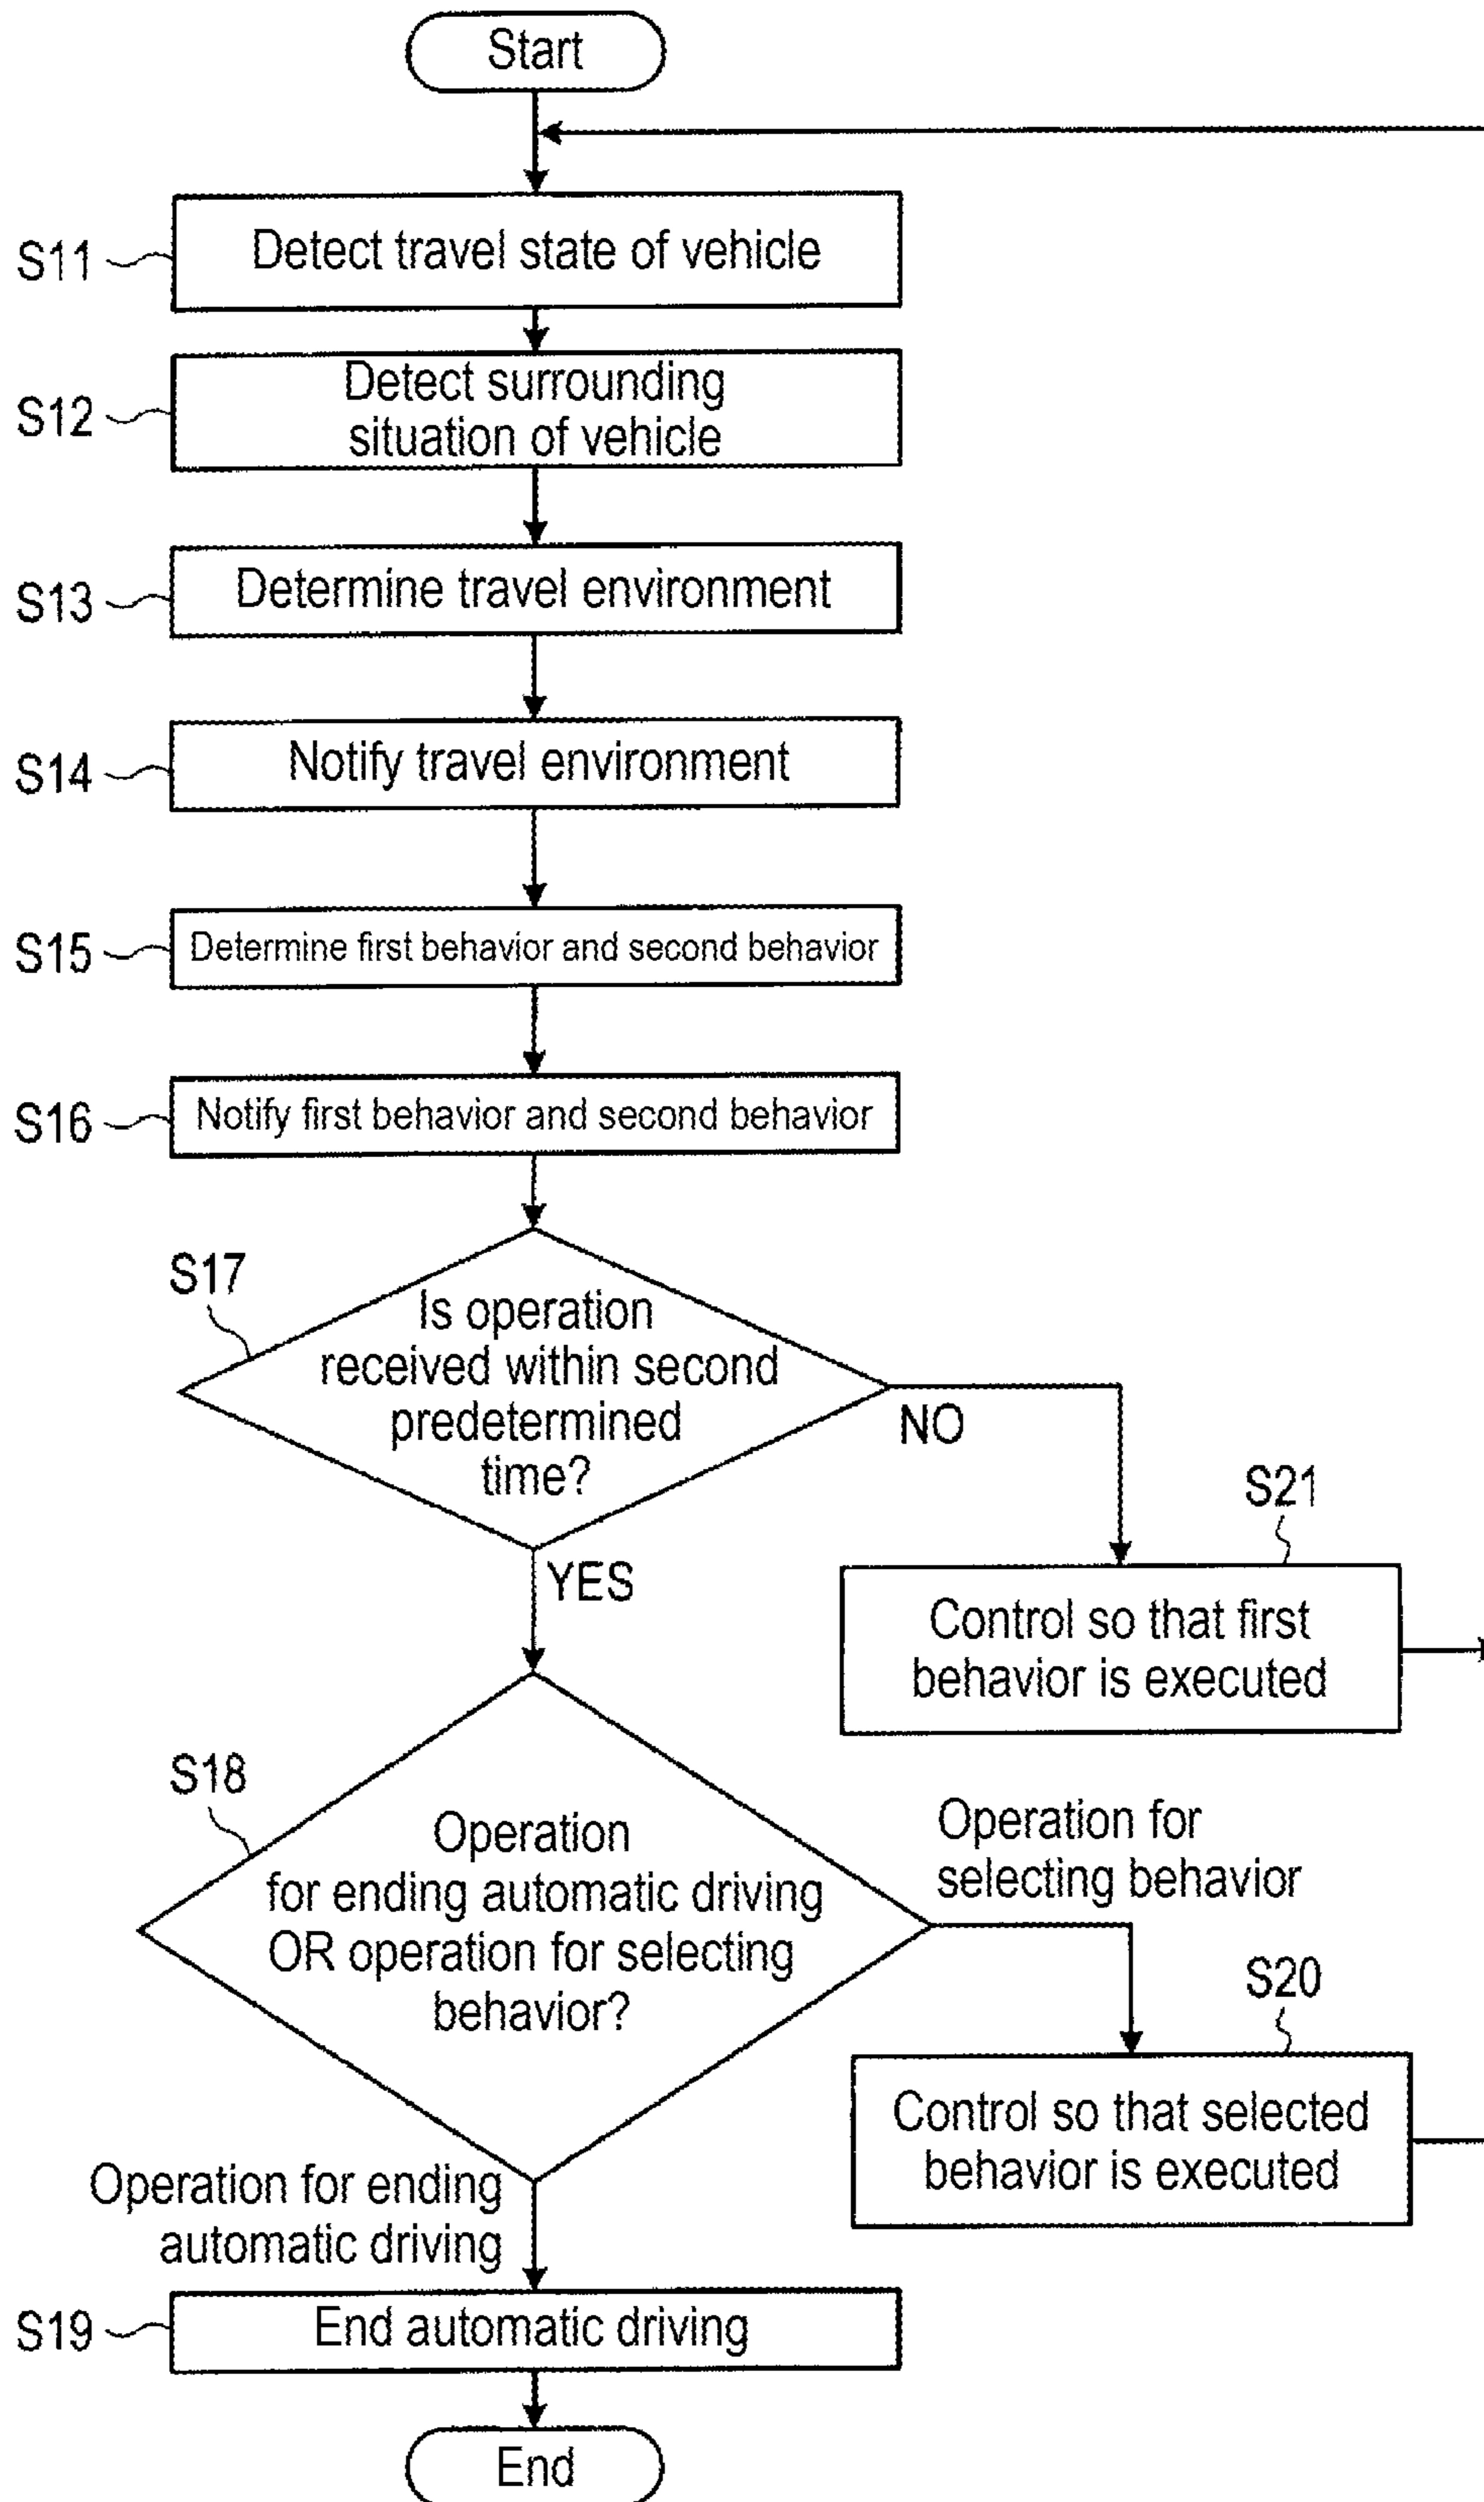 Start
S11
Detect travel state of vehicle
S12
Detect surrounding
situation of vehicle
S13
Determine travel environment
S14
Notify travel environment
S15
Determine first behavior and second behavior
S16
Notify first behavior and second behavior
S17
Is operation
received within second
predetermined
time?
NO
YES
S21
Control so that first
behavior is executed
S18
Operation
for ending automatic driving
OR operation for selecting
behavior?
Operation for
selecting behavior
S20
Control so that selected
behavior is executed
Operation for ending
automatic driving
S19
End automatic driving
End